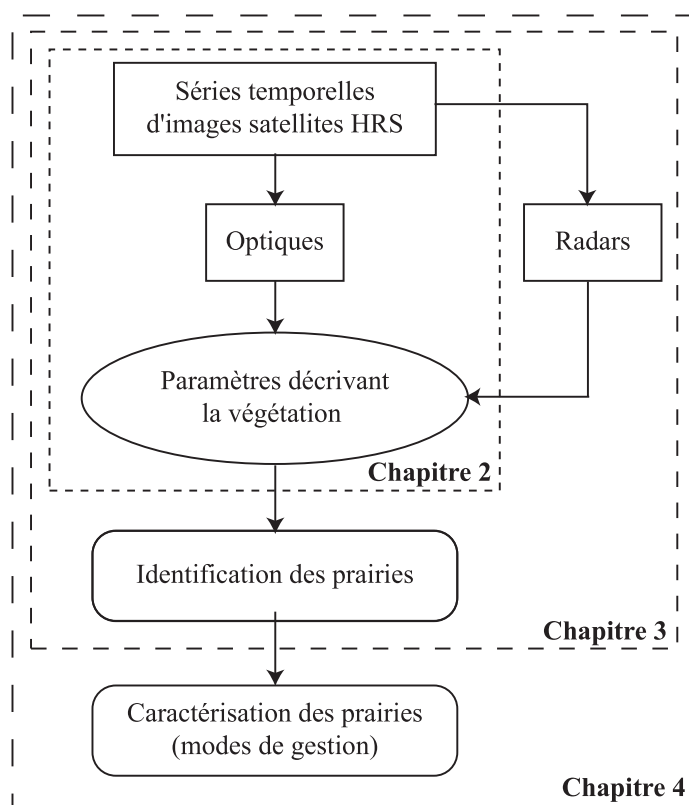 Séries temporelles
d'images satellites HRS
Optiques
Radars
Paramètres décrivant
la végétation
Chapitre 2
Identification des prairies
Chapitre 3
Caractérisation des prairies
(modes de gestion)
Chapitre 4